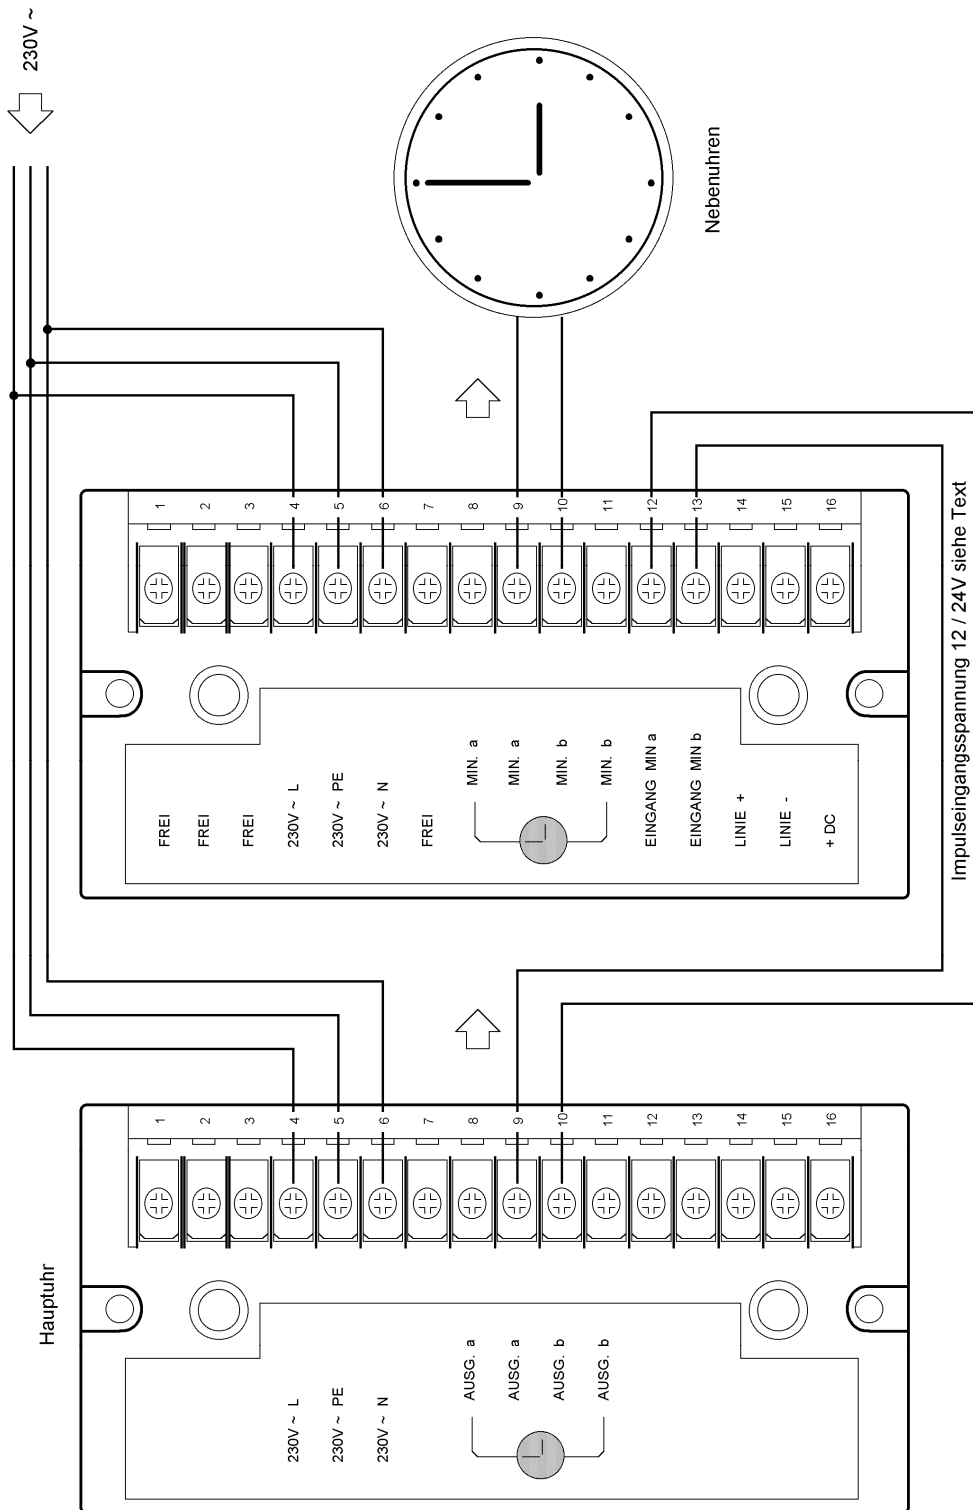 230V ~
Nebenuhren
1
2
3
4
5
6
7
8
9
10
11
12
13
14
15
16
FREI
FREI
FREI
230V ~ L
230V ~ PE
230V ~ N
FREI
MIN. a
MIN. a
MIN. b
MIN. b
EINGANG MIN a
EINGANG MIN b
LINIE +
LINIE -
+ DC
Impulseingangsspannung 12 / 24V siehe Text
Hauptuhr
1
2
3
4
5
6
7
8
9
10
11
12
13
14
15
16
230V ~ L
230V ~ PE
230V ~ N
AUSG. a
AUSG. a
AUSG. b
AUSG. b